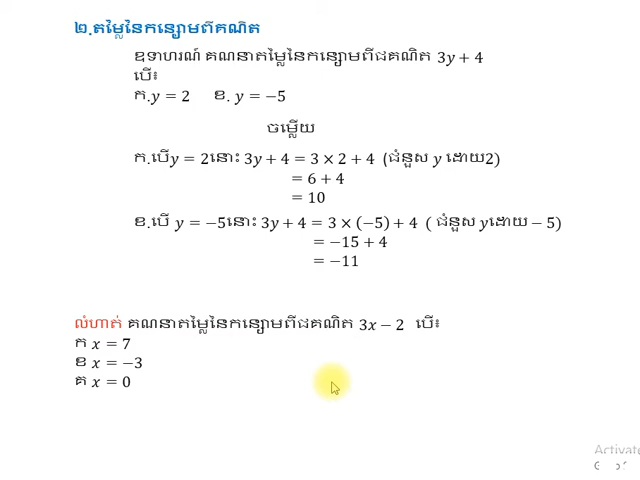 ២.តម្លៃនៃកន្សោមពីគណិត
ឧទាហរណ៍ គណនាតម្លៃនៃកន្សោមពីជគណិត 3y + 4
បើ៖
ក.y = 2 ខ. y = −5
ចម្លើយ
ក.បើy = 2នោះ 3y + 4 = 3 × 2 + 4 (ជំនួស y ដោយ2)
= 6 + 4
= 10
ខ.បើ y = −5នោះ 3y + 4 = 3 × (−5) + 4 ( ជំនួស yដោយ − 5)
= −15 + 4
= −11
លំហាត់ គណនាតម្លៃនៃកន្សោមពីជគណិត 3x − 2 បើ៖
ក x = 7
ខ x = −3
គ x = 0
Activate